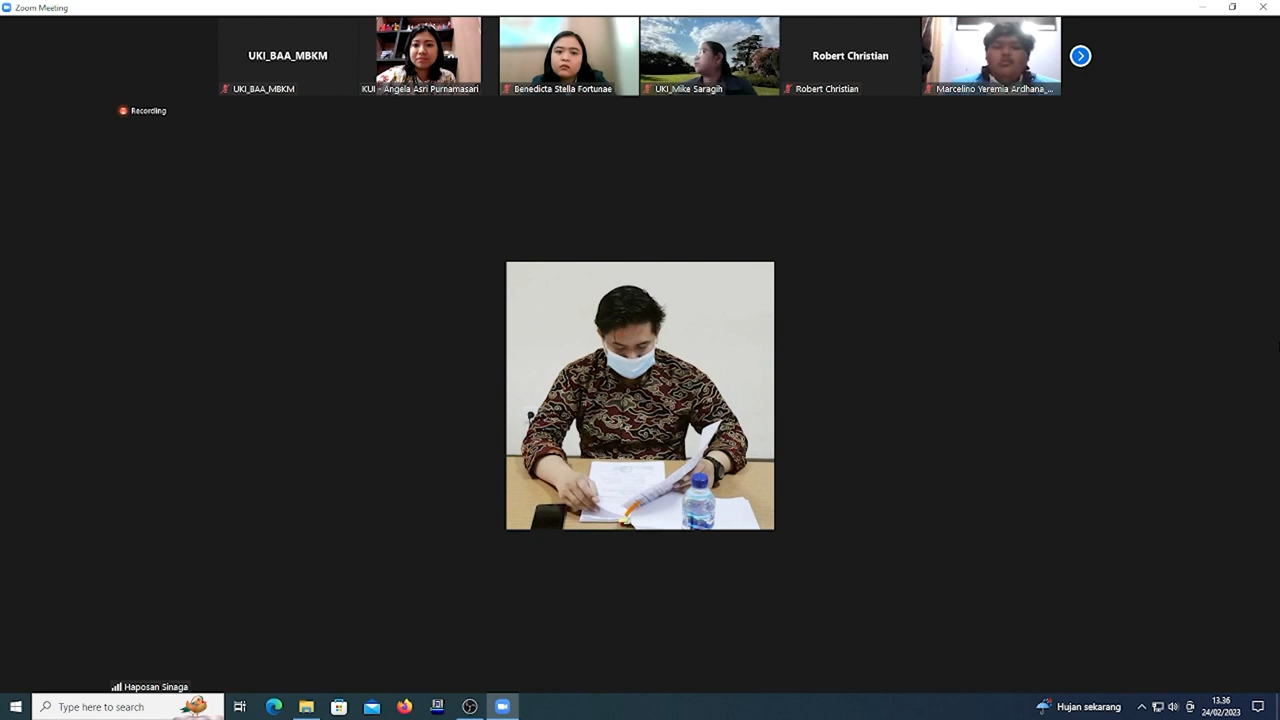 Zoom Meeting
UKI_BAA_MBKM
Robert Christian
UKI_BAA_MBKM
KUI - Angela Asri Purnamasari
Benedicta Stella Fortunae
UKI_Mike Saragih
Robert Christian
Marcelino Yeremia Ardhana_...
Recording
Haposan Sinaga
Type here to search
Hujan sekarang
13.36
24/02/2023